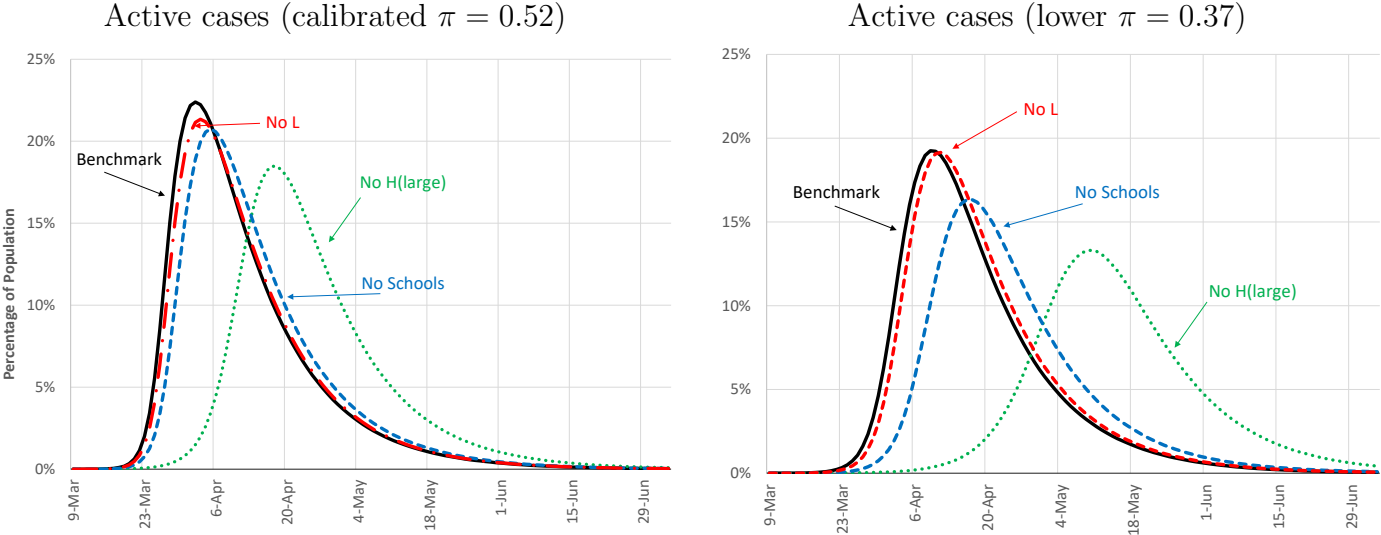 Active cases (calibrated π = 0.52)
25%
20%
15%
10%
5%
0%
Percentage of Population
Benchmark
No L
No H(large)
No Schools
9-Mar
23-Mar
6-Apr
20-Apr
4-May
18-May
1-Jun
15-Jun
29-Jun
Active cases (lower π = 0.37)
25%
20%
15%
10%
5%
0%
Benchmark
No L
No Schools
No H(large)
9-Mar
23-Mar
6-Apr
20-Apr
4-May
18-May
1-Jun
15-Jun
29-Jun